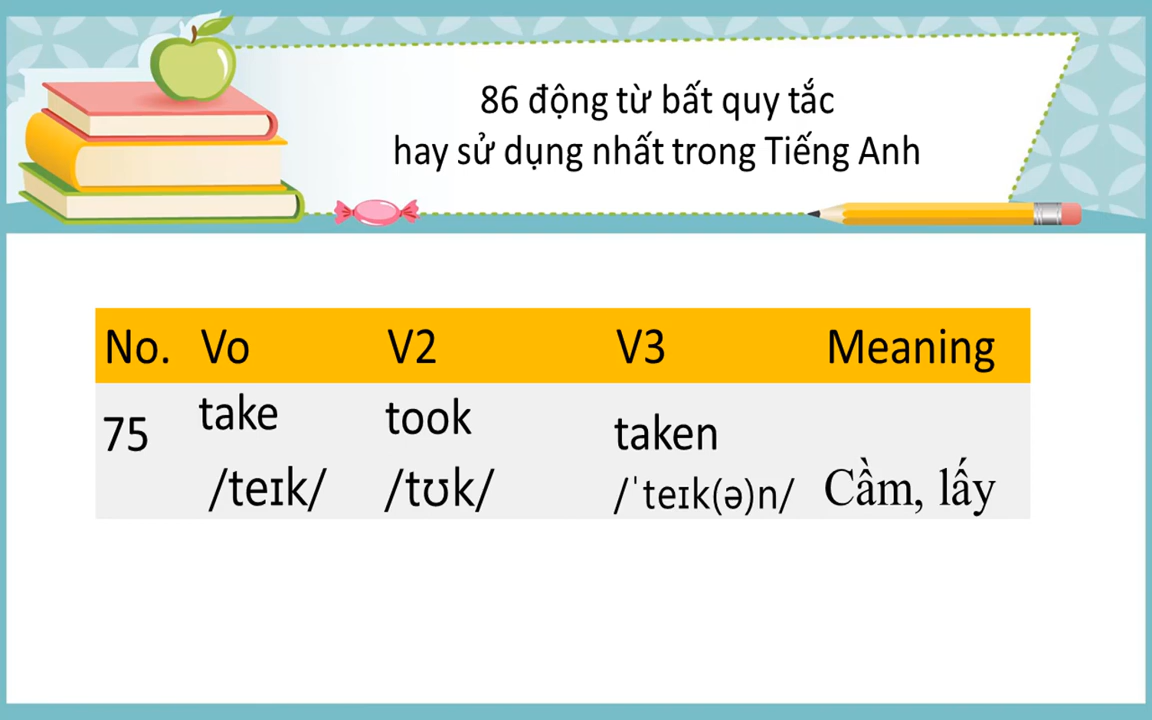 86 động từ bất quy tắc
hay sử dụng nhất trong Tiếng Anh
No. Vo V2 V3 Meaning
75 take took taken
/teɪk/ /tʊk/ /ˈteɪk(ə)n/ Cầm, lấy